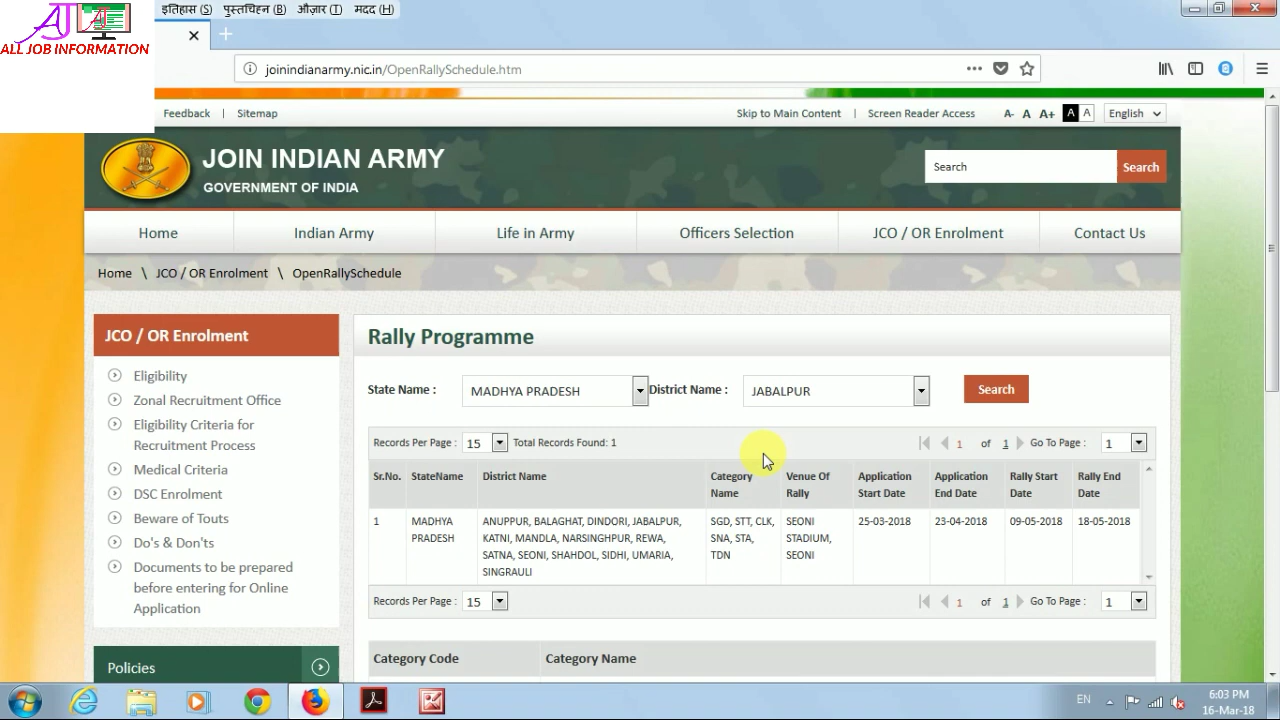 AJ
ALL JOB INFORMATION
इतिहास (S) पुस्तचिह्न (B) औज़ार (T) मदद (H)
joinindianarmy.nic.in/OpenRallySchedule.htm
Feedback | Sitemap Skip to Main Content | Screen Reader Access A- A A+ A A English
JOIN INDIAN ARMY
GOVERNMENT OF INDIA
Search Search
Home Indian Army Life in Army Officers Selection JCO / OR Enrolment Contact Us
Home \ JCO / OR Enrolment \ OpenRallySchedule
JCO / OR Enrolment
Eligibility
Zonal Recruitment Office
Eligibility Criteria for
Recruitment Process
Medical Criteria
DSC Enrolment
Beware of Touts
Do's & Don'ts
Documents to be prepared
before entering for Online
Application
Policies
Rally Programme
State Name : MADHYA PRADESH District Name : JABALPUR Search
Records Per Page : 15 Total Records Found: 1 1 of 1 Go To Page : 1
Sr.No. StateName District Name Category Name Venue Of Rally Application Start Date Application End Date Rally Start Date Rally End Date
1 MADHYA PRADESH ANUPPUR, BALAGHAT, DINDORI, JABALPUR, SGD, STT, CLK, SEONI 25-03-2018 23-04-2018 09-05-2018 18-05-2018
KATNI, MANDLA, NARSINGHPUR, REWA, SNA, STA, STADIUM,
SATNA, SEONI, SHAHDOL, SIDHI, UMARIA, TDN SEONI
SINGRAULI
Records Per Page : 15 1 of 1 Go To Page : 1
Category Code Category Name
EN 6:03 PM
16-Mar-18